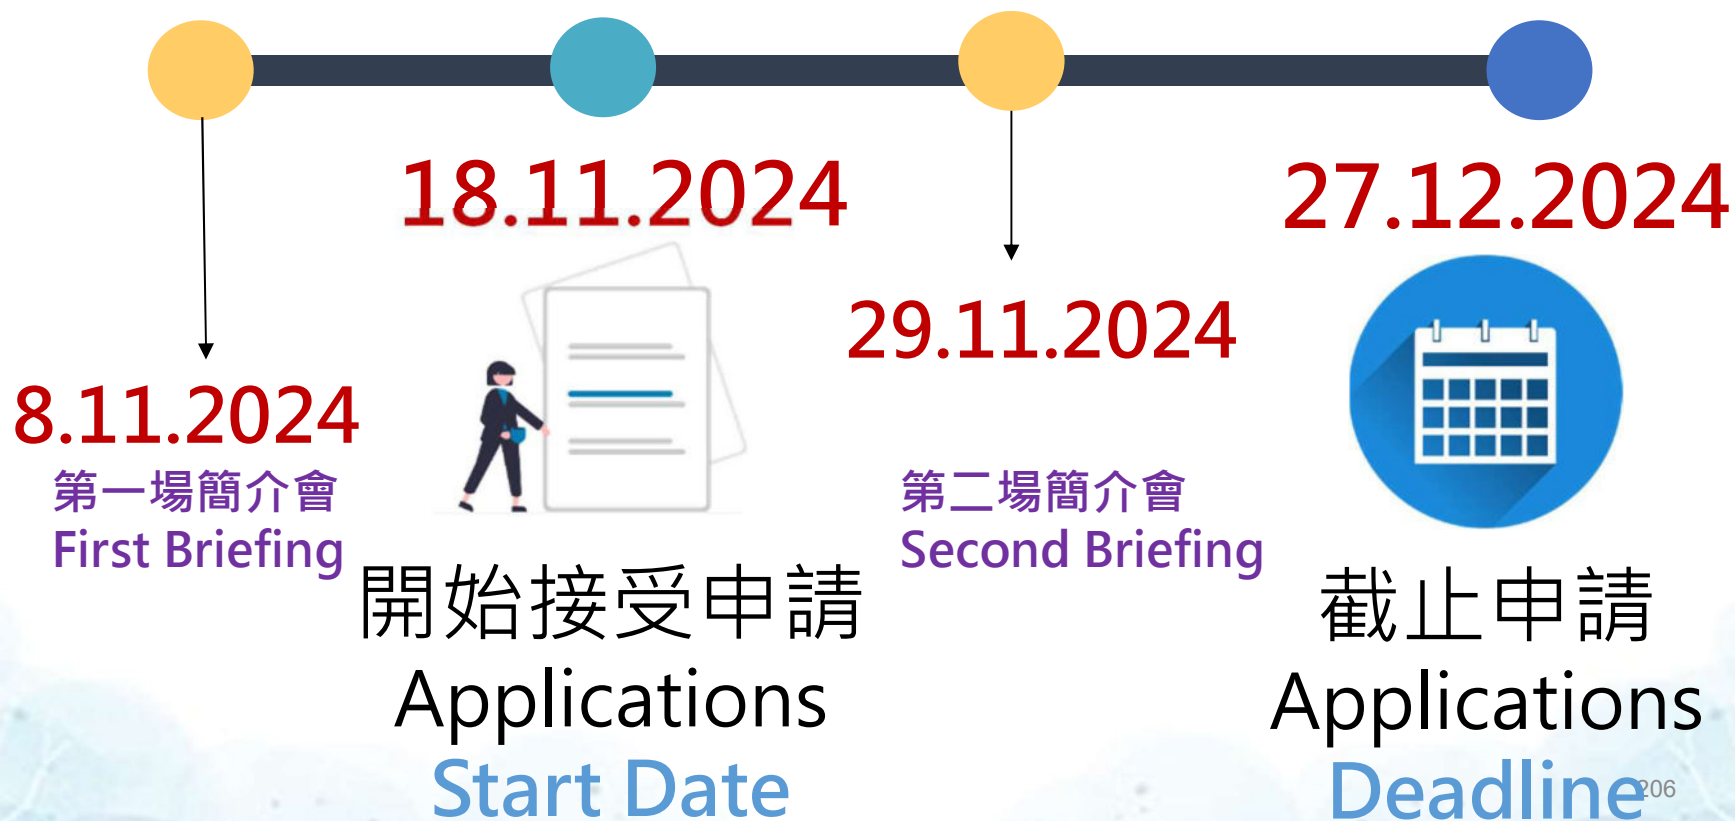 8.11.2024
第一場簡介會
First Briefing
18.11.2024
開始接受申請
Applications
Start Date
29.11.2024
第二場簡介會
Second Briefing
27.12.2024
截止申請
Applications
Deadline
206